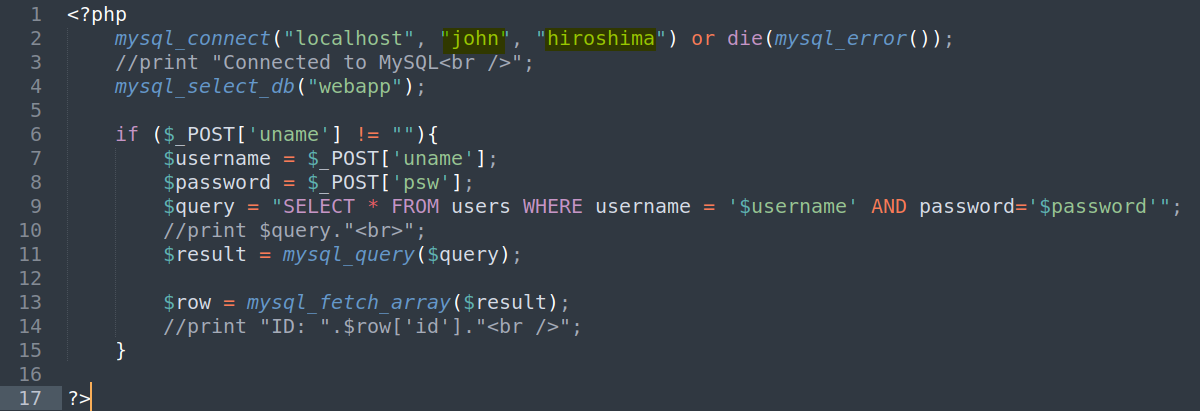 1 <?php
2     mysql_connect("localhost", "john", "hiroshima") or die(mysql_error());
3     //print "Connected to MySQL<br />";
4     mysql_select_db("webapp");
5
6     if ($_POST['uname'] != ""){
7         $username = $_POST['uname'];
8         $password = $_POST['psw'];
9         $query = "SELECT * FROM users WHERE username = '$username' AND password='$password'";
10         //print $query."<br>";
11         $result = mysql_query($query);
12
13         $row = mysql_fetch_array($result);
14         //print "ID: ".$row['id']."<br />";
15     }
16
17 ?>